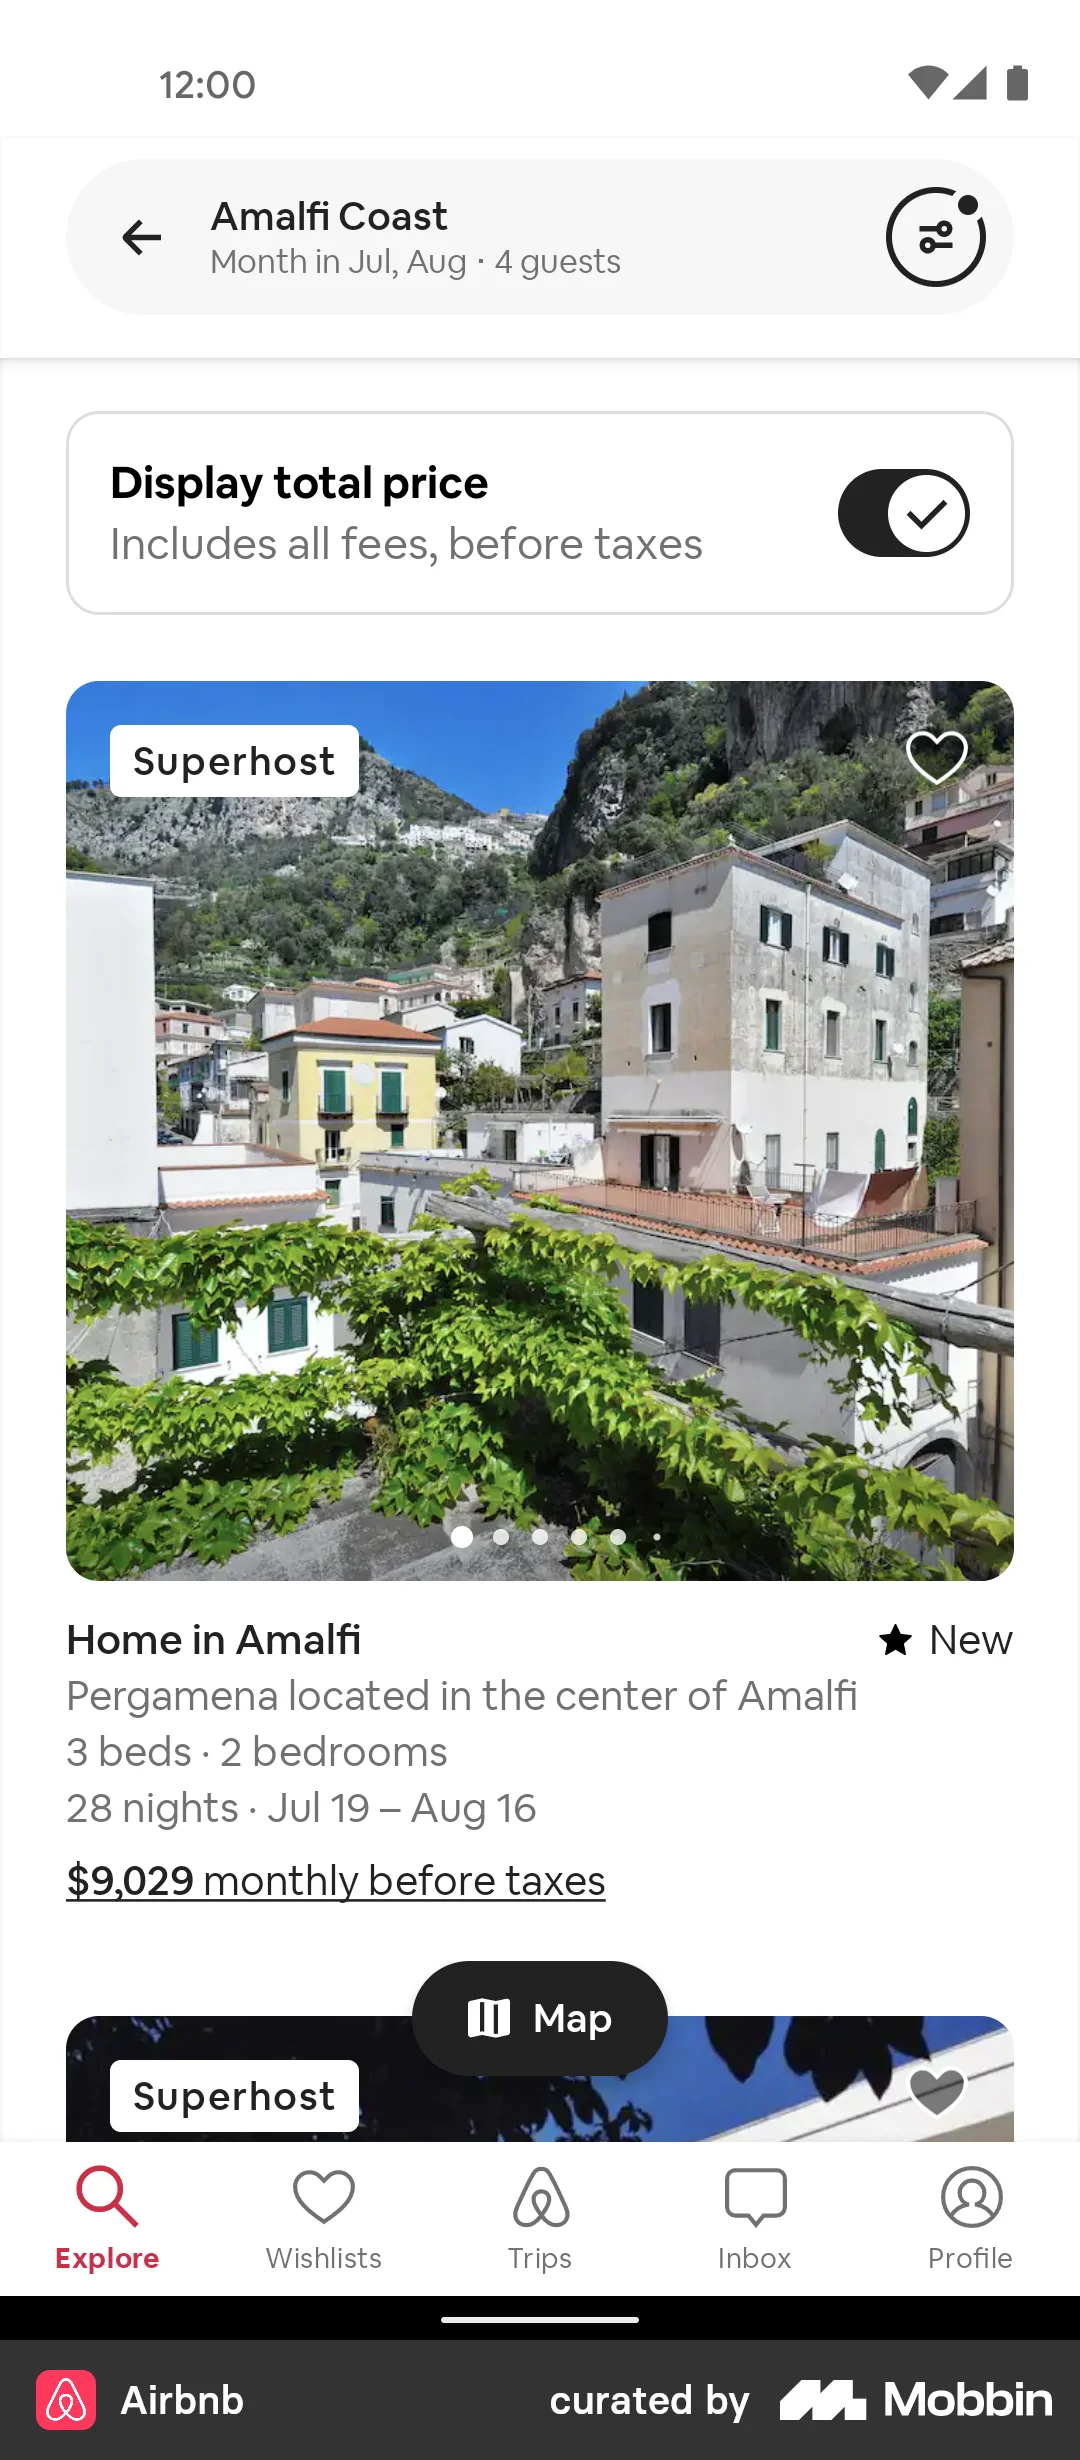 12:00
Amalfi Coast
Month in Jul, Aug · 4 guests
Display total price
Includes all fees, before taxes
Superhost
Home in Amalfi
New
Pergamena located in the center of Amalfi
3 beds · 2 bedrooms
28 nights · Jul 19 – Aug 16
$9,029 monthly before taxes
Map
Superhost
Explore
Wishlists
Trips
Inbox
Profile
Airbnb
curated by
Mobbin